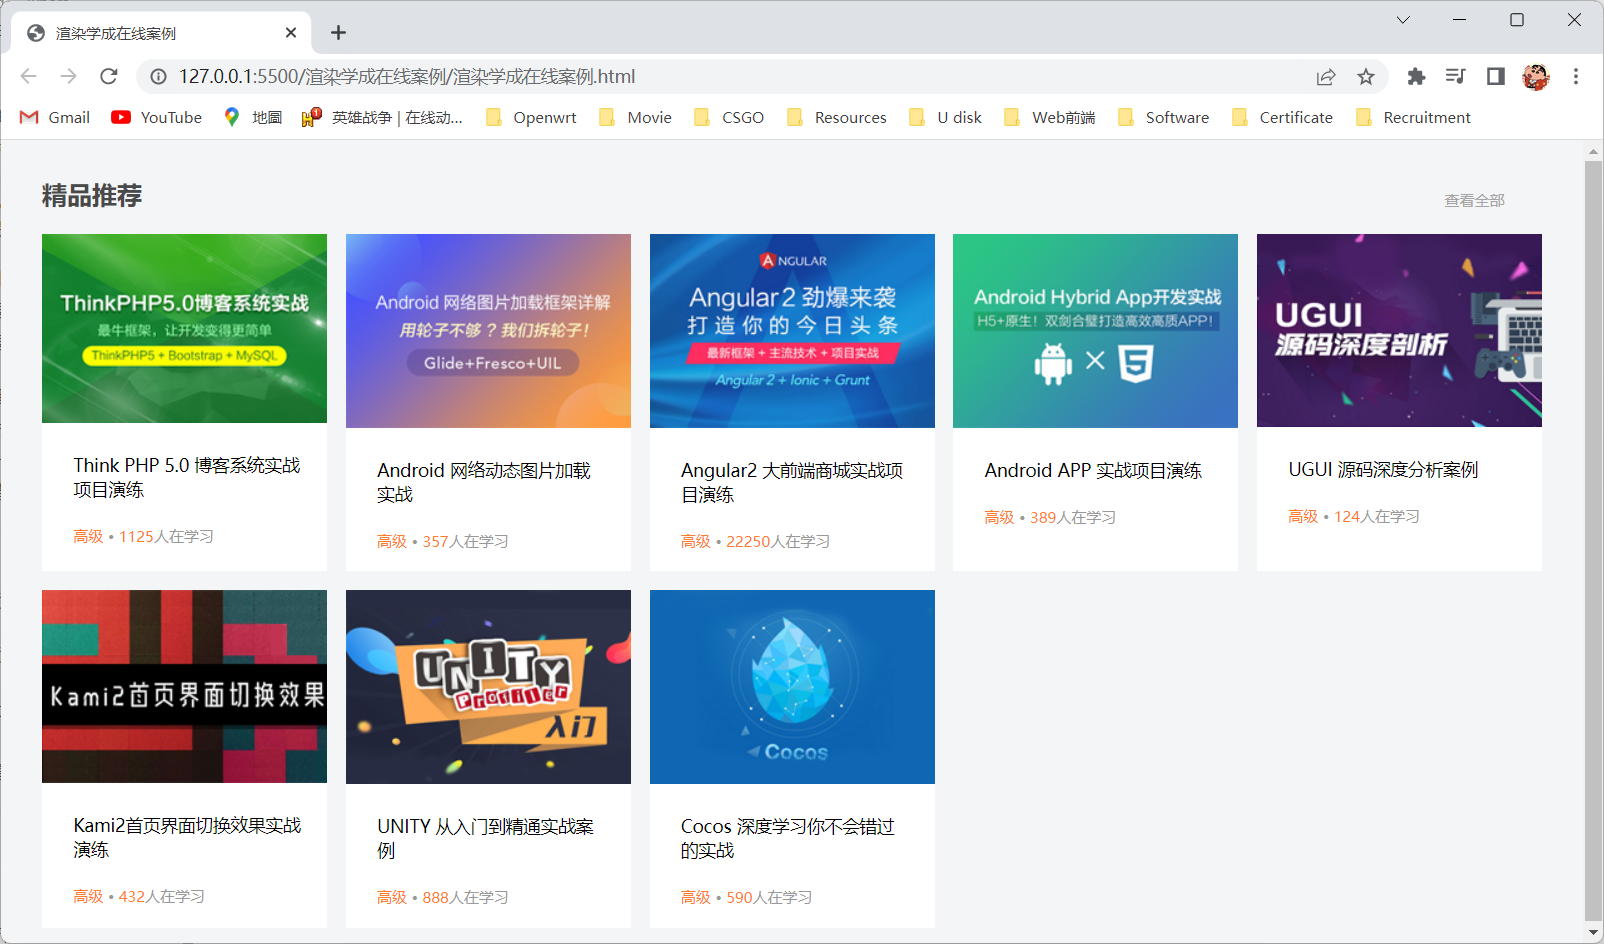 渲染学成在线案例
127.0.0.1:5500/渲染学成在线案例/渲染学成在线案例.html
Gmail YouTube 地圖 英雄战争 | 在线动... Openwrt Movie CSGO Resources U disk Web前端 Software Certificate Recruitment
精品推荐
查看全部
ThinkPHP5.0博客系统实战
最牛框架，让开发变得更简单
ThinkPHP5 + Bootstrap + MySQL
Think PHP 5.0 博客系统实战
项目演练
高级 • 1125人在学习
Android 网络图片加载框架详解
用轮子不够？我们拆轮子！
Glide+Fresco+UIL
Android 网络动态图片加载
实战
高级 • 357人在学习
ANGULAR
Angular2 劲爆来袭
打造你的今日头条
最新框架 + 主流技术 + 项目实战
Angular 2 + Ionic + Grunt
Angular2 大前端商城实战项
目演练
高级 • 22250人在学习
Android Hybrid App开发实战
H5+原生！双剑合璧打造高效高质APP！
5
Android APP 实战项目演练
高级 • 389人在学习
UGUI
源码深度剖析
UGUI 源码深度分析案例
高级 • 124人在学习
Kami2首页界面切换效果
Kami2首页界面切换效果实战
演练
高级 • 432人在学习
UNITY
Profiler
入门
UNITY 从入门到精通实战案
例
高级 • 888人在学习
Cocos
Cocos 深度学习你不会错过
的实战
高级 • 590人在学习